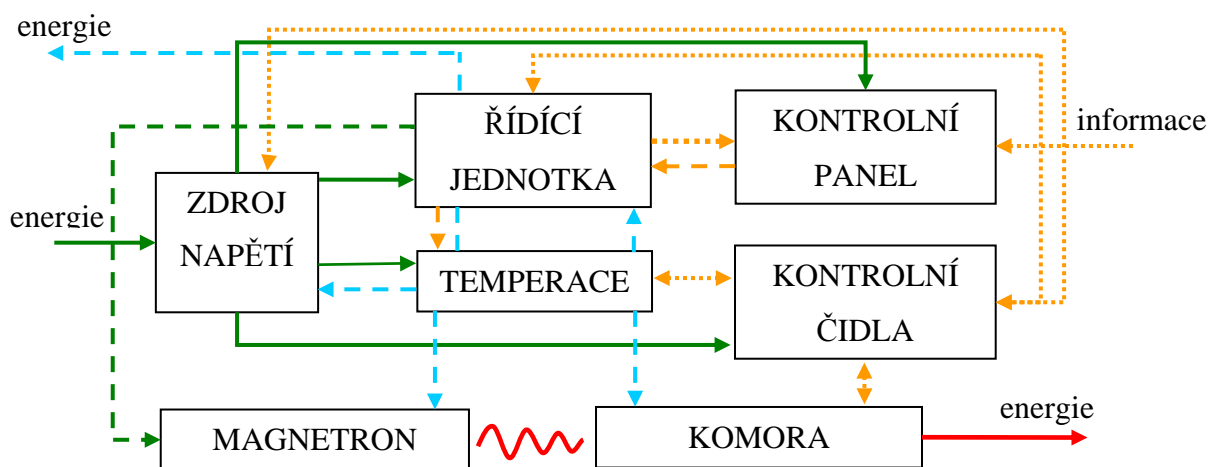 energie
ŘÍDÍCÍ
JEDNOTKA
KONTROLNÍ
PANEL
informace
energie
ZDROJ
NAPĚTÍ
TEMPERACE
KONTROLNÍ
ČIDLA
MAGNETRON
KOMORA
energie